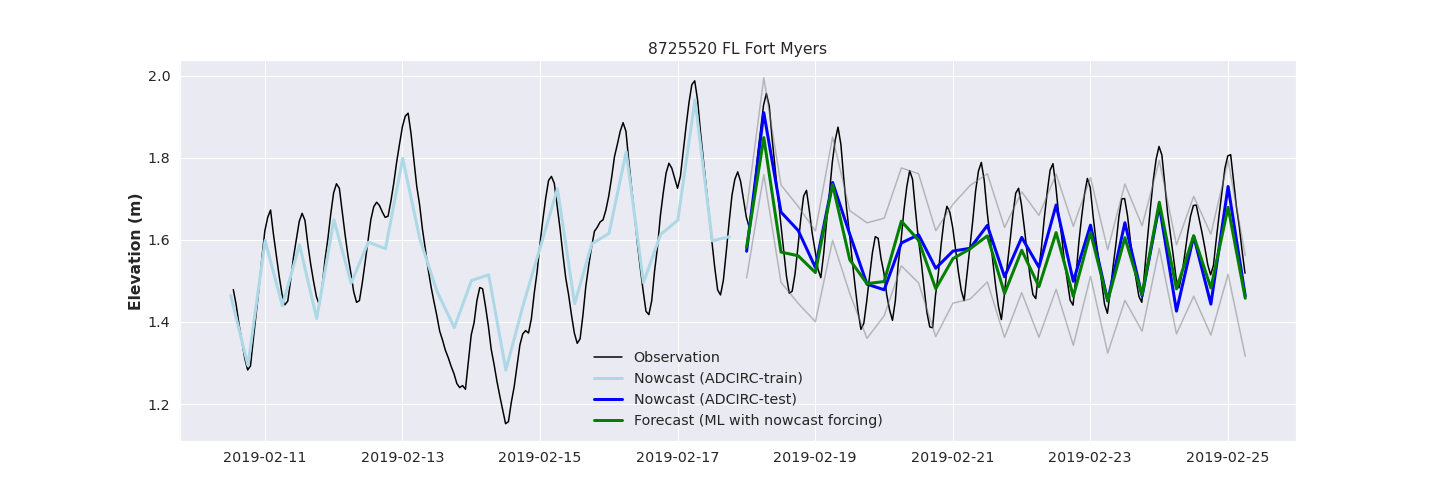 8725520 FL Fort Myers
Elevation (m)
2.0
1.8
1.6
1.4
1.2
Observation
Nowcast (ADCIRC-train)
Nowcast (ADCIRC-test)
Forecast (ML with nowcast forcing)
2019-02-11 2019-02-13 2019-02-15 2019-02-17 2019-02-19 2019-02-21 2019-02-23 2019-02-25